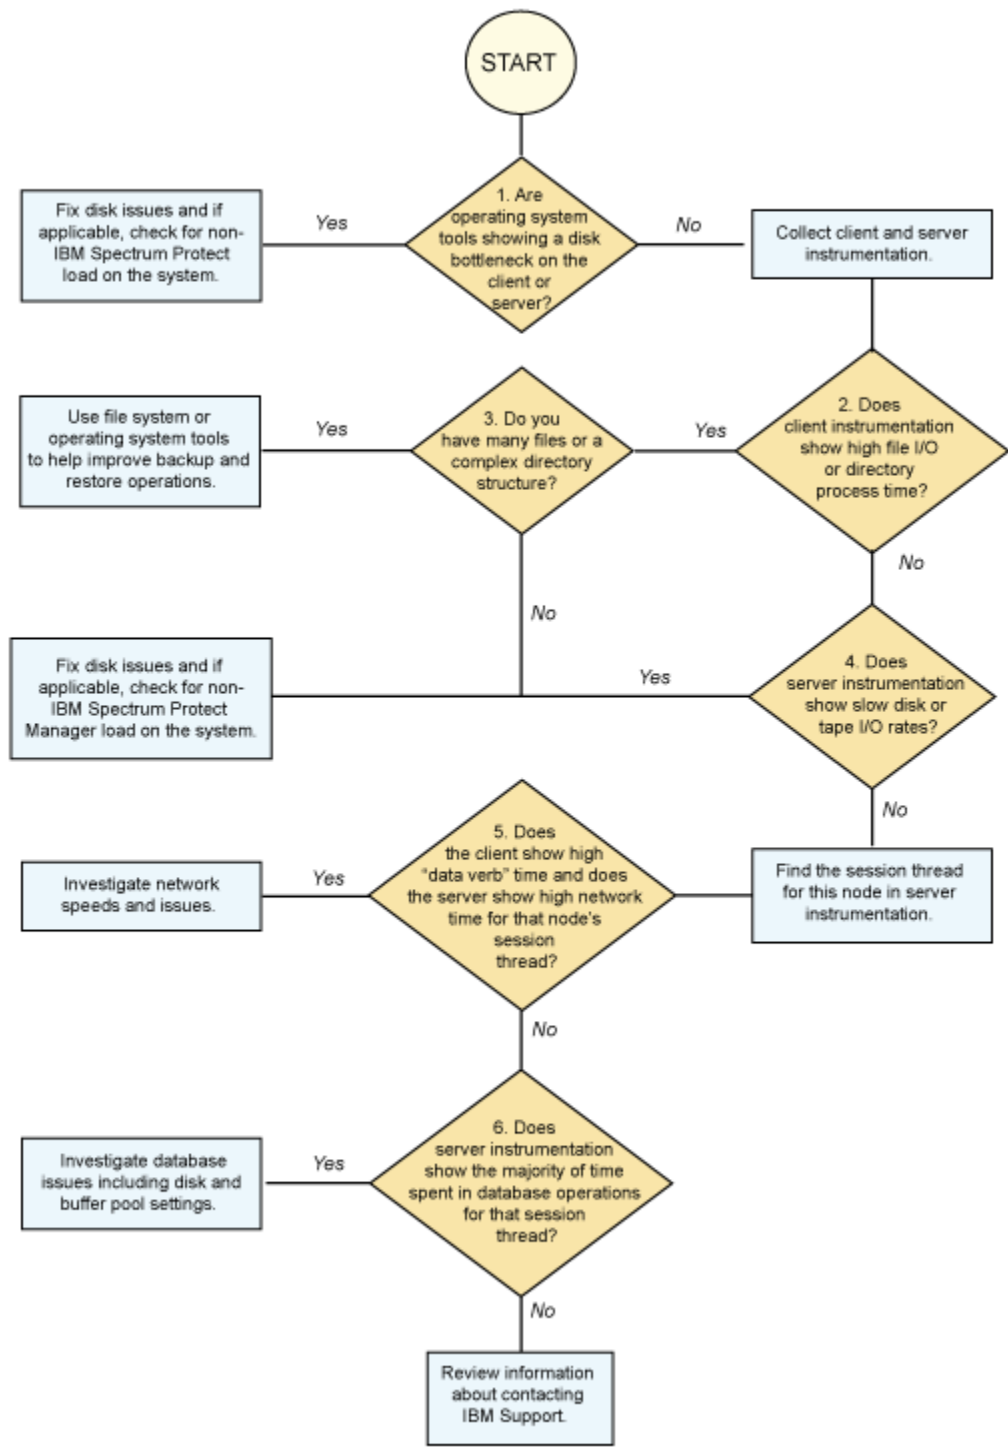 START
1. Are
operating system
tools showing a disk
bottleneck on the
client or
server?
Yes
Fix disk issues and if
applicable, check for non-
IBM Spectrum Protect
load on the system.
No
Collect client and server
instrumentation.
2. Does
client instrumentation
show high file I/O
or directory
process time?
Yes
3. Do you
have many files or a
complex directory
structure?
Yes
Use file system or
operating system tools
to help improve backup and
restore operations.
No
No
4. Does
server instrumentation
show slow disk or
tape I/O rates?
Yes
Fix disk issues and if
applicable, check for non-
IBM Spectrum Protect
Manager load on the system.
No
Find the session thread
for this node in server
instrumentation.
5. Does
the client show high
“data verb” time and does
the server show high network
time for that node's
session
thread?
Yes
Investigate network
speeds and issues.
No
6. Does
server instrumentation
show the majority of time
spent in database operations
for that session
thread?
Yes
Investigate database
issues including disk and
buffer pool settings.
No
Review information
about contacting
IBM Support.